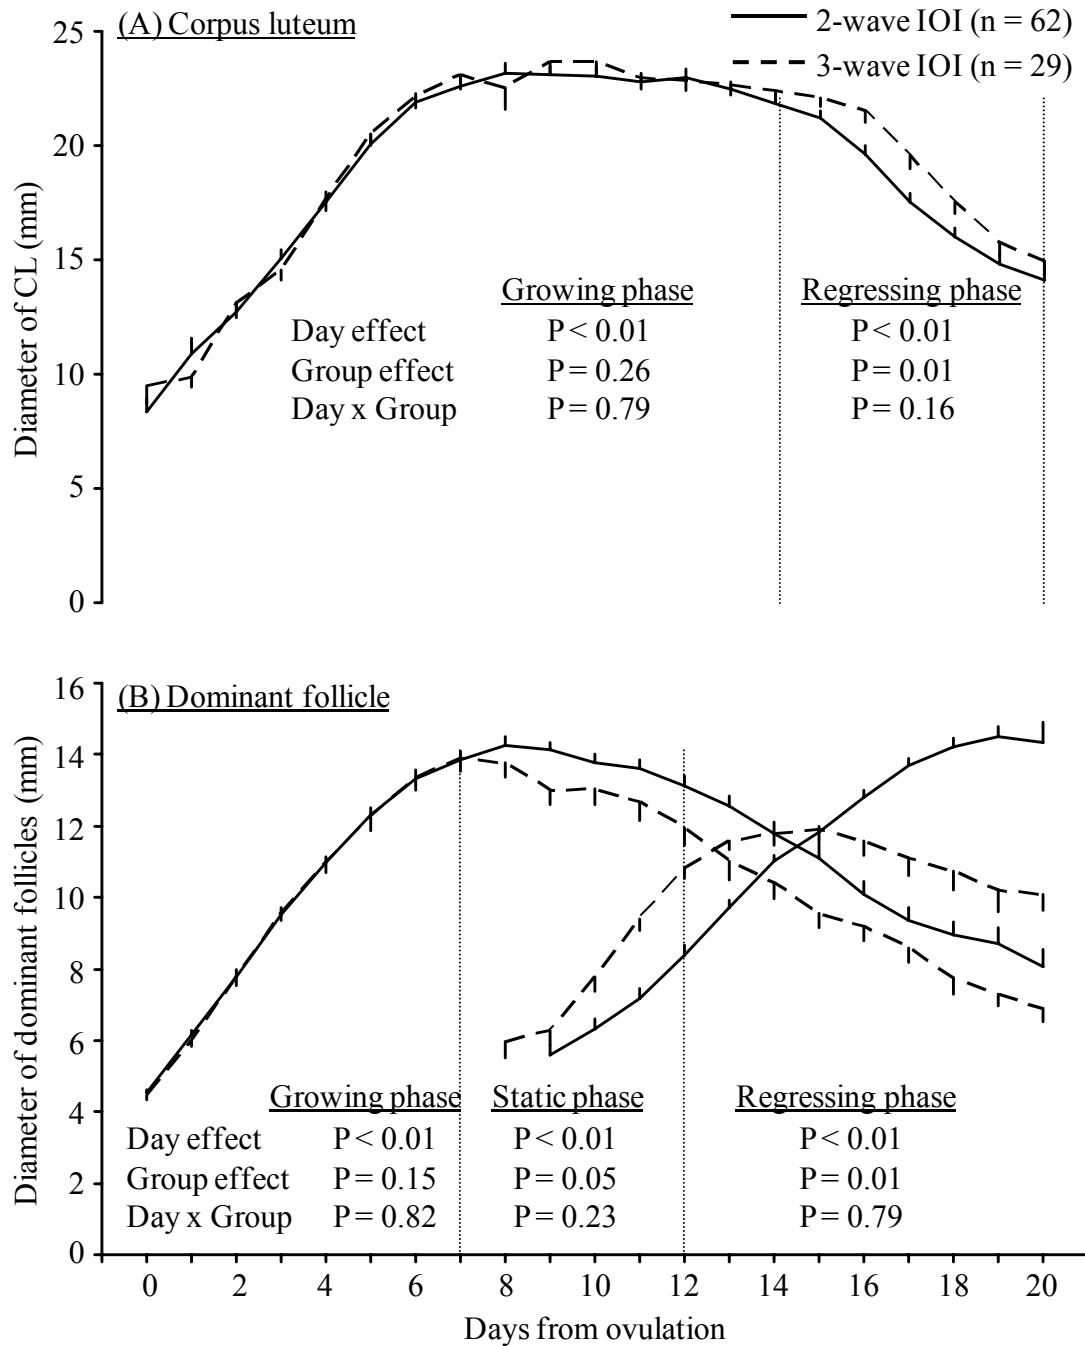 (A) Corpus luteum
2-wave IOI (n = 62)
3-wave IOI (n = 29)
25
20
15
10
5
0
Diameter of CL (mm)
Growing phase Regressing phase
Day effect P < 0.01 P < 0.01
Group effect P = 0.26 P = 0.01
Day x Group P = 0.79 P = 0.16
(B) Dominant follicle
16
14
12
10
8
6
4
2
0
Diameter of dominant follicles (mm)
Growing phase Static phase Regressing phase
Day effect P < 0.01 P < 0.01 P < 0.01
Group effect P = 0.15 P = 0.05 P = 0.01
Day x Group P = 0.82 P = 0.23 P = 0.79
0 2 4 6 8 10 12 14 16 18 20
Days from ovulation